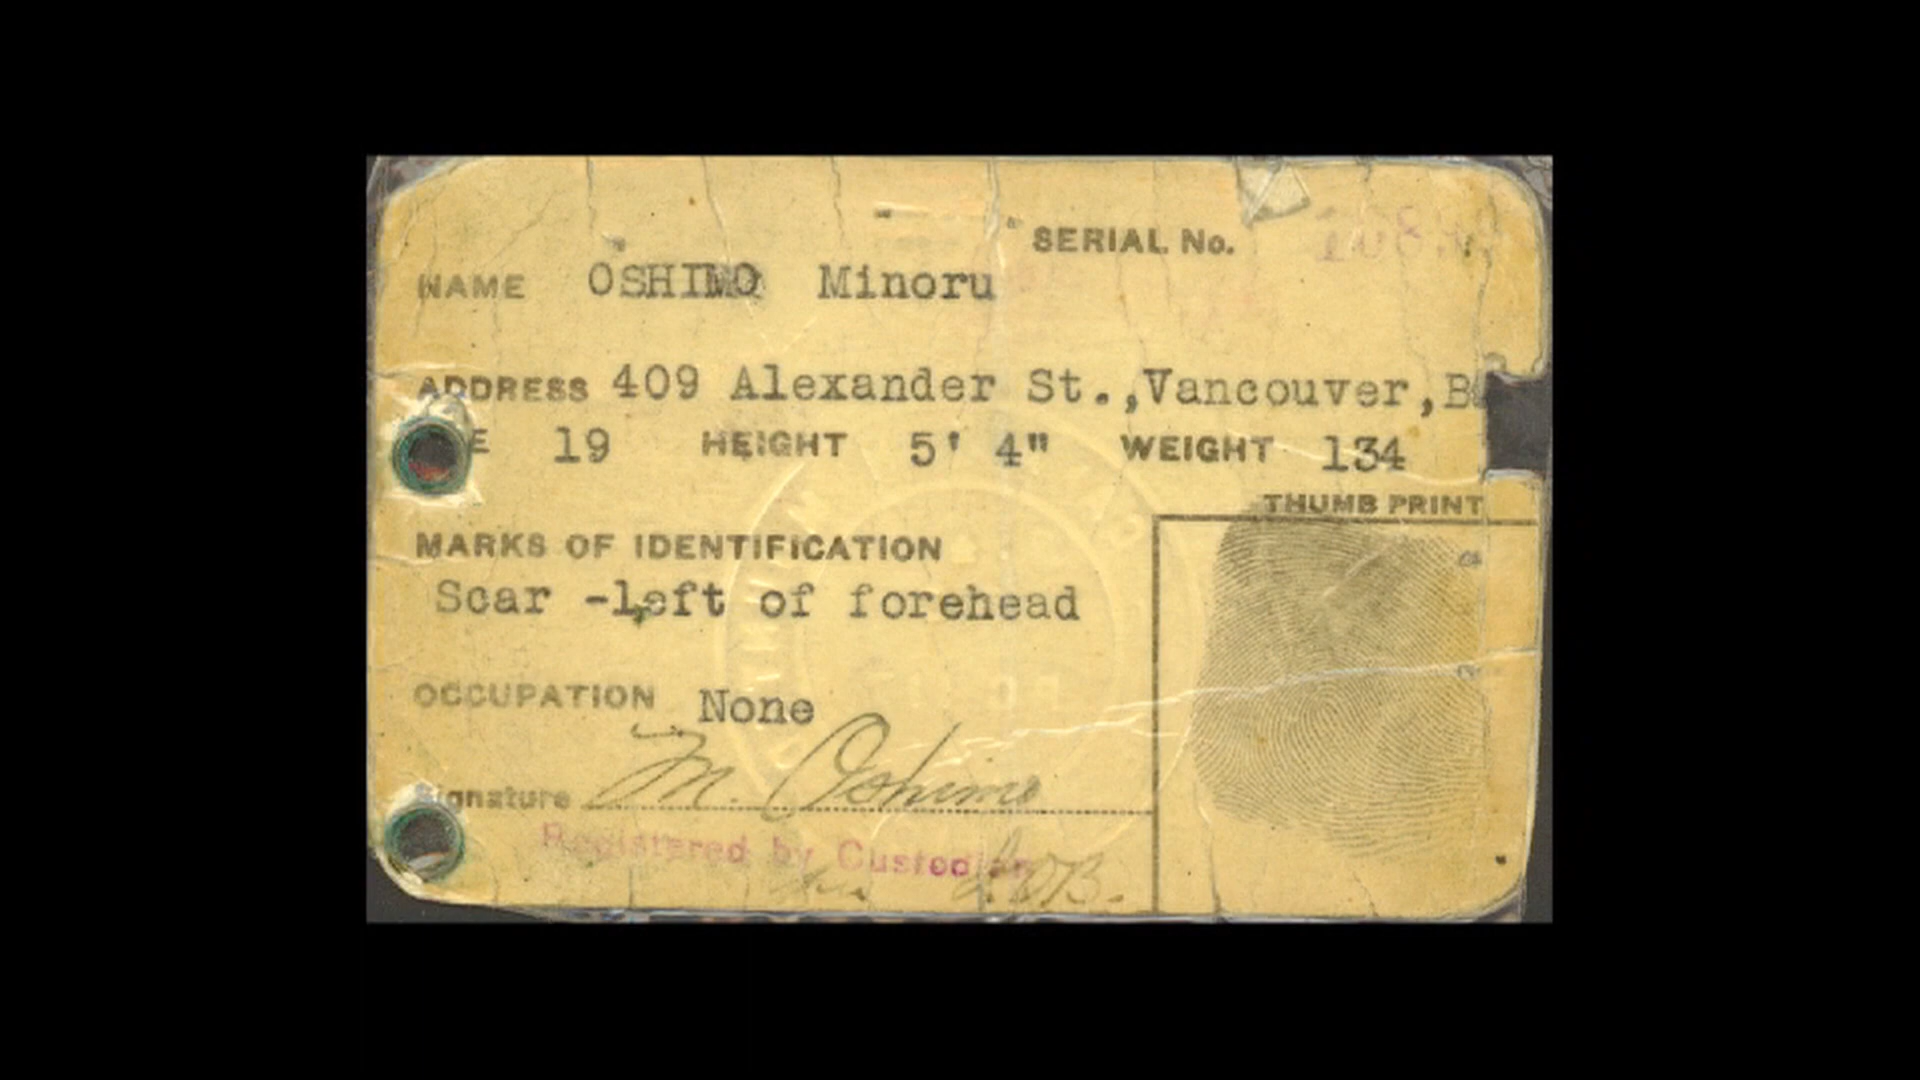 SERIAL No.
NAME OSHIMO Minoru
ADDRESS 409 Alexander St.,Vancouver,B
E 19 HEIGHT 5' 4" WEIGHT 134
THUMB PRINT
MARKS OF IDENTIFICATION
Scar -left of forehead
OCCUPATION None
Signature M. Oshimo
Registered by Custodian